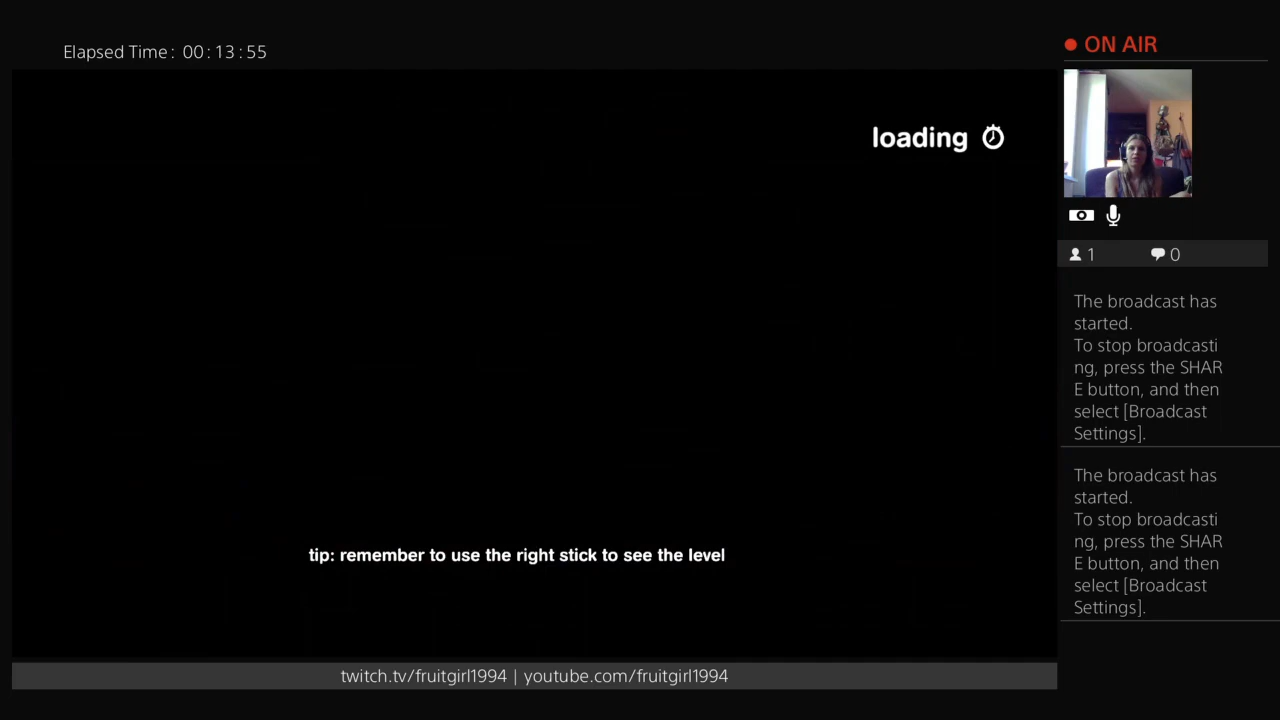 Elapsed Time: 00:13:55
ON AIR
loading
1 0
The broadcast has
started.
To stop broadcasti
ng, press the SHAR
E button, and then
select [Broadcast
Settings].
The broadcast has
started.
To stop broadcasti
ng, press the SHAR
E button, and then
select [Broadcast
Settings].
tip: remember to use the right stick to see the level
twitch.tv/fruitgirl1994 | youtube.com/fruitgirl1994